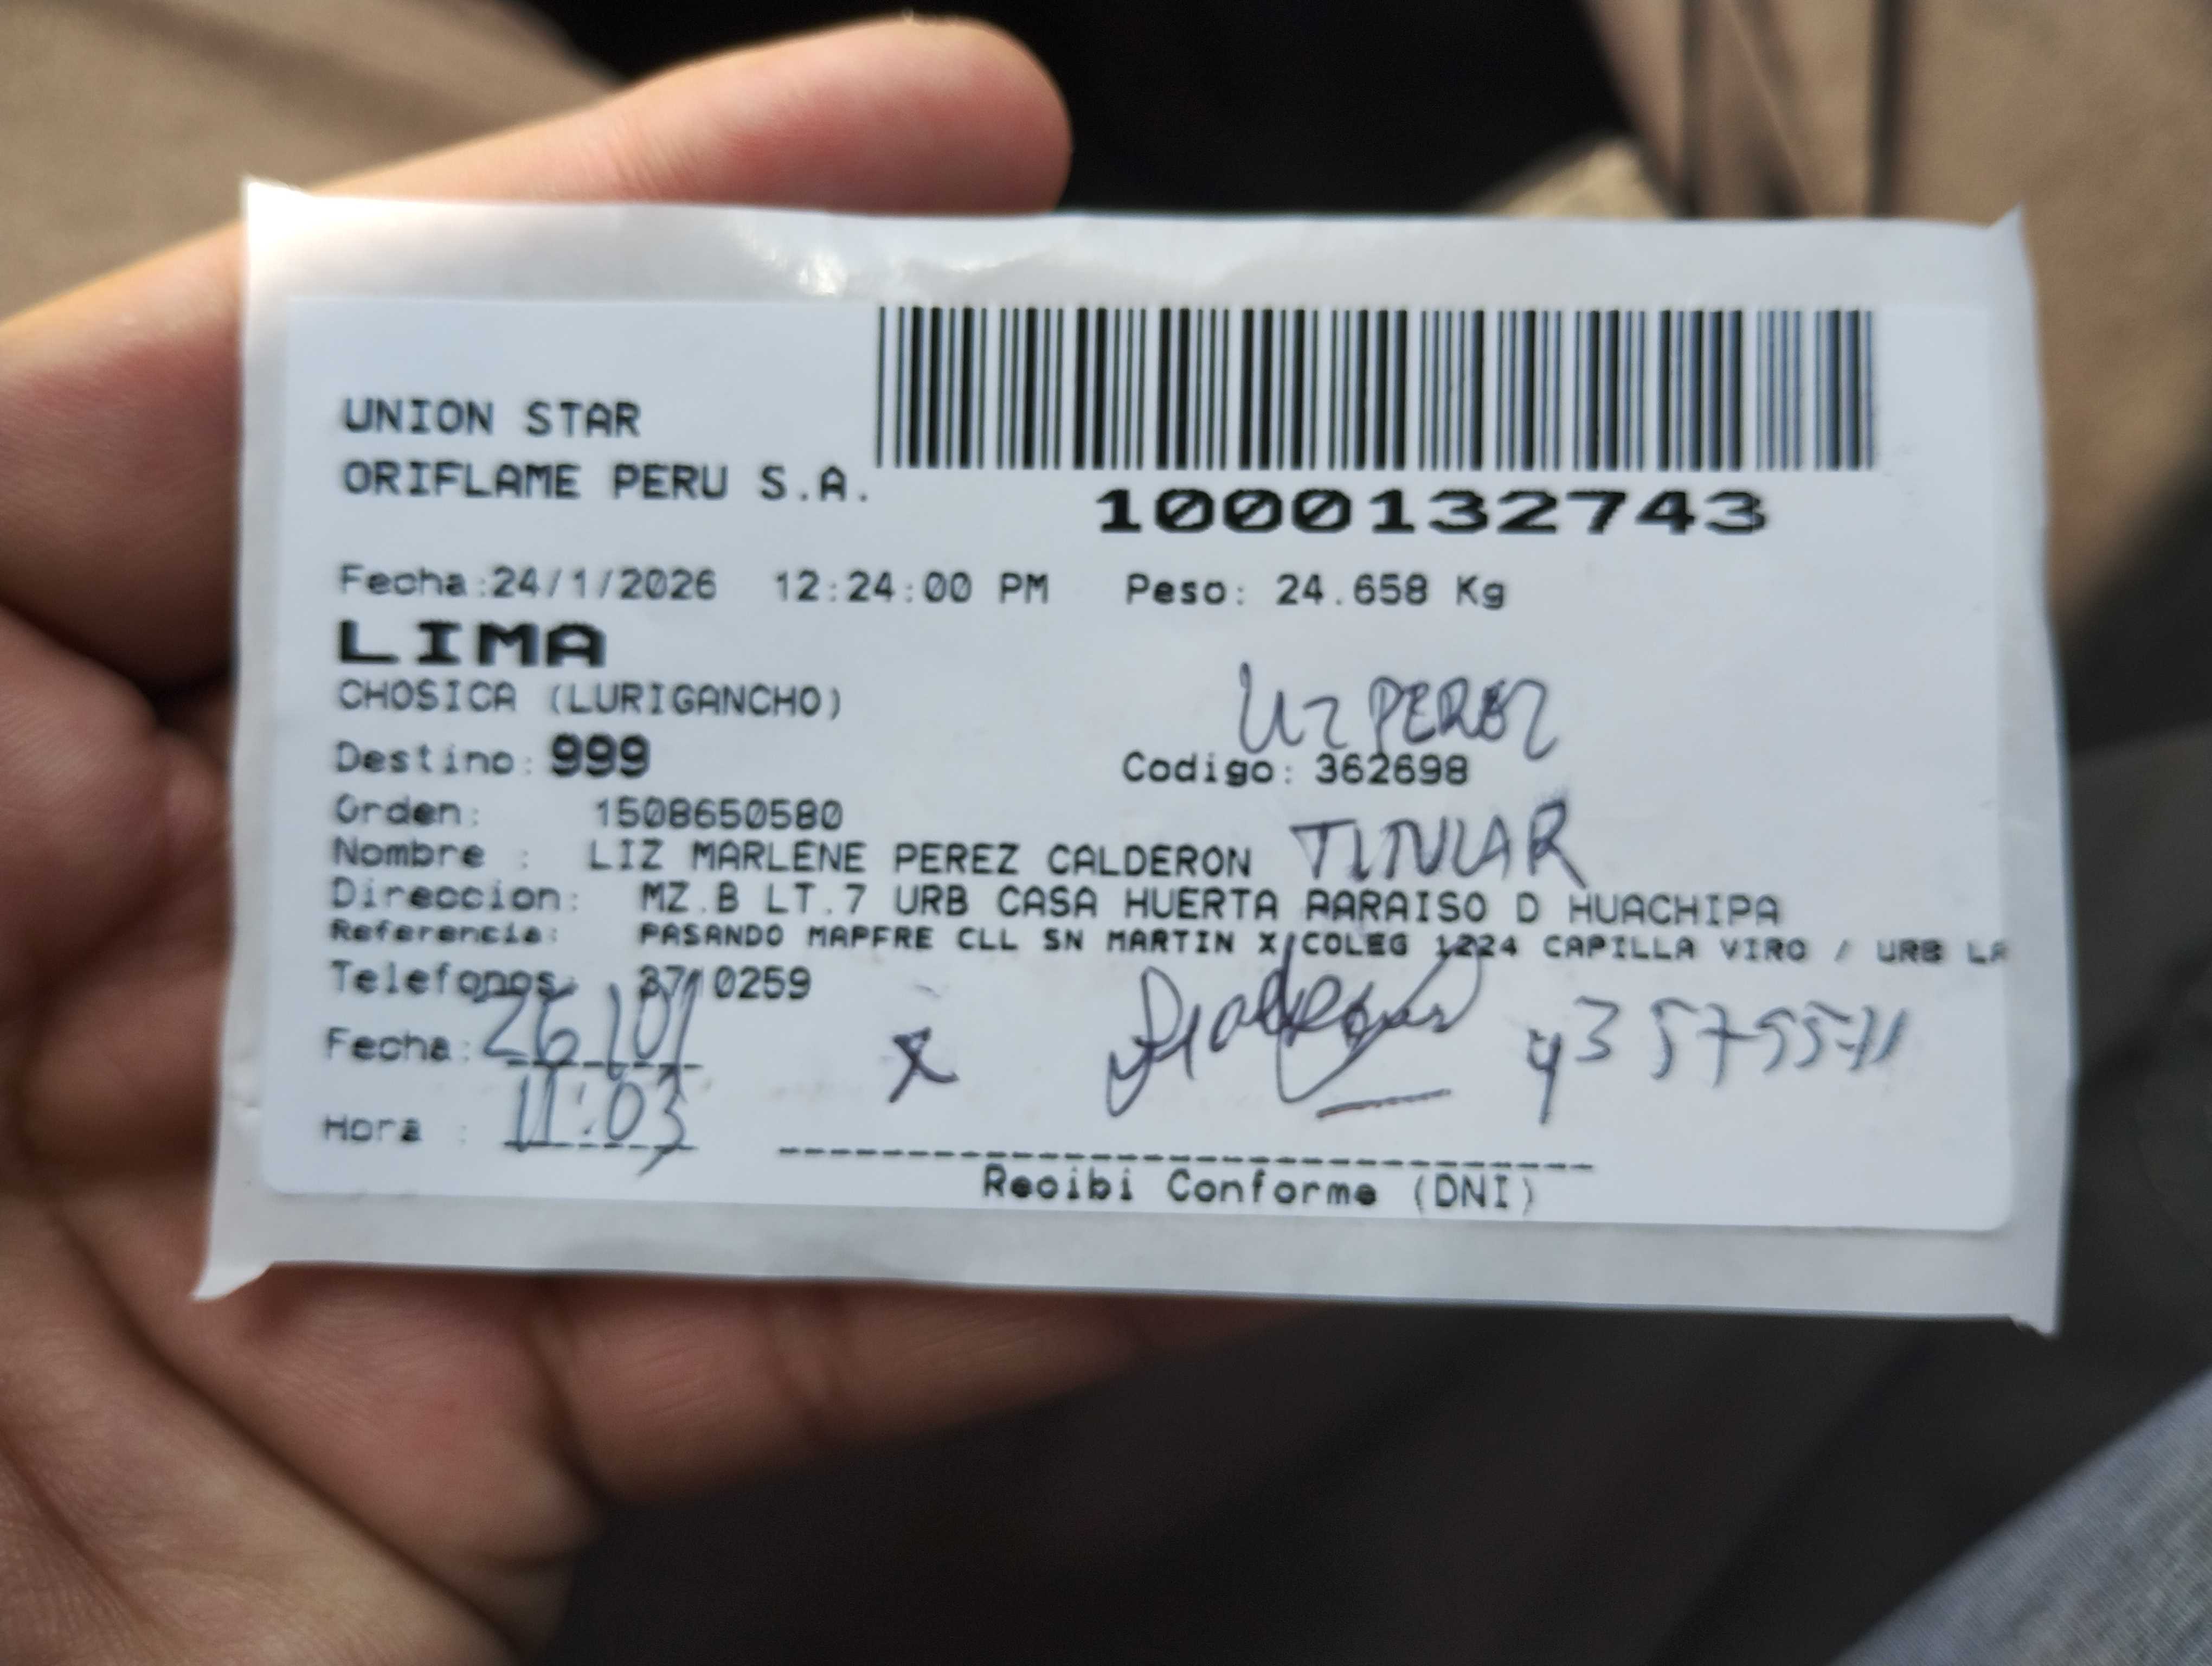 UNION STAR
ORIFLAME PERU S.A.
1000132743
Fecha:24/1/2026 12:24:00 PM Peso: 24.658 Kg
LIMA
CHOSICA (LURIGANCHO)
LIZ PEREZ
Destino: 999 Codigo: 362698
Orden: 1508650580
Nombre : LIZ MARLENE PEREZ CALDERON TITULAR
Direccion: MZ.B LT.7 URB CASA HUERTA PARAISO D HUACHIPA
Referencia: PASANDO MAPFRE CLL SN MARTIN X COLEG 1224 CAPILLA VIRO / URB LA
Telefonos: 3710259
Fecha: 26/01 X
Hora : 11:03
Recibi Conforme (DNI)